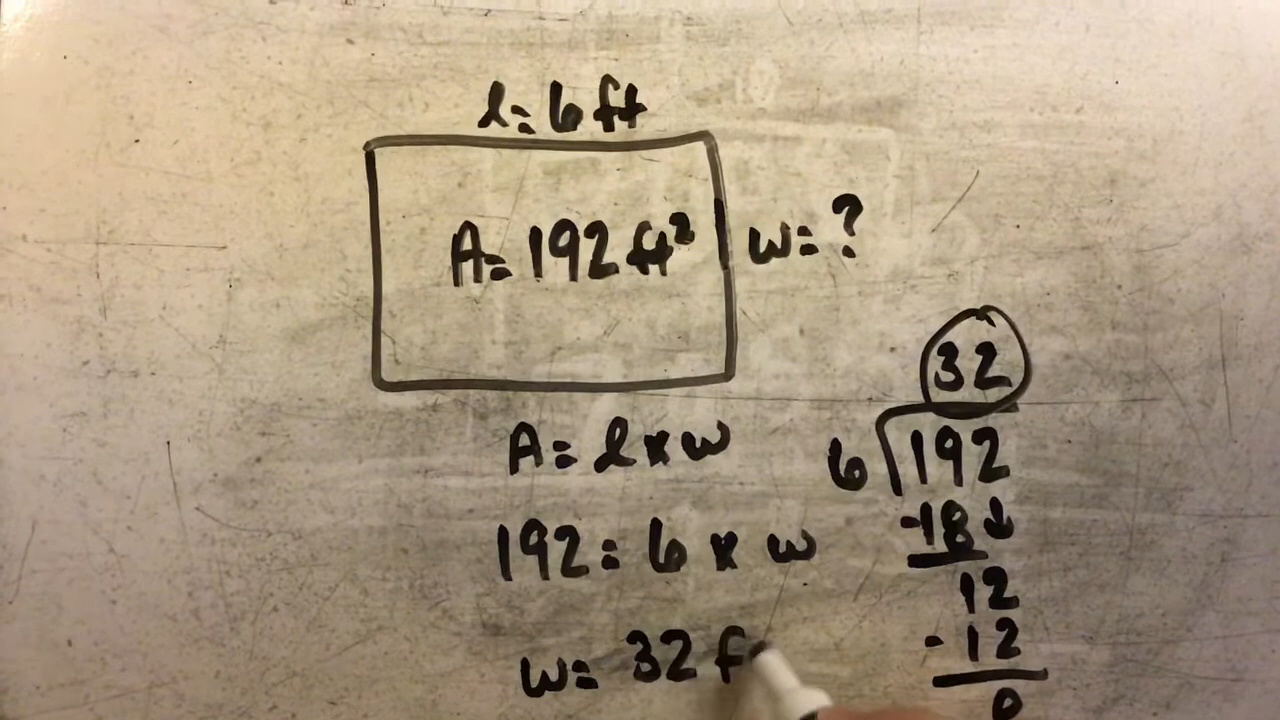 l = 6 ft
A = 192 ft² w = ?
A = l x w
192 = 6 x w
w = 32 f
32
6 192
-18 ↓
12
- 12
0